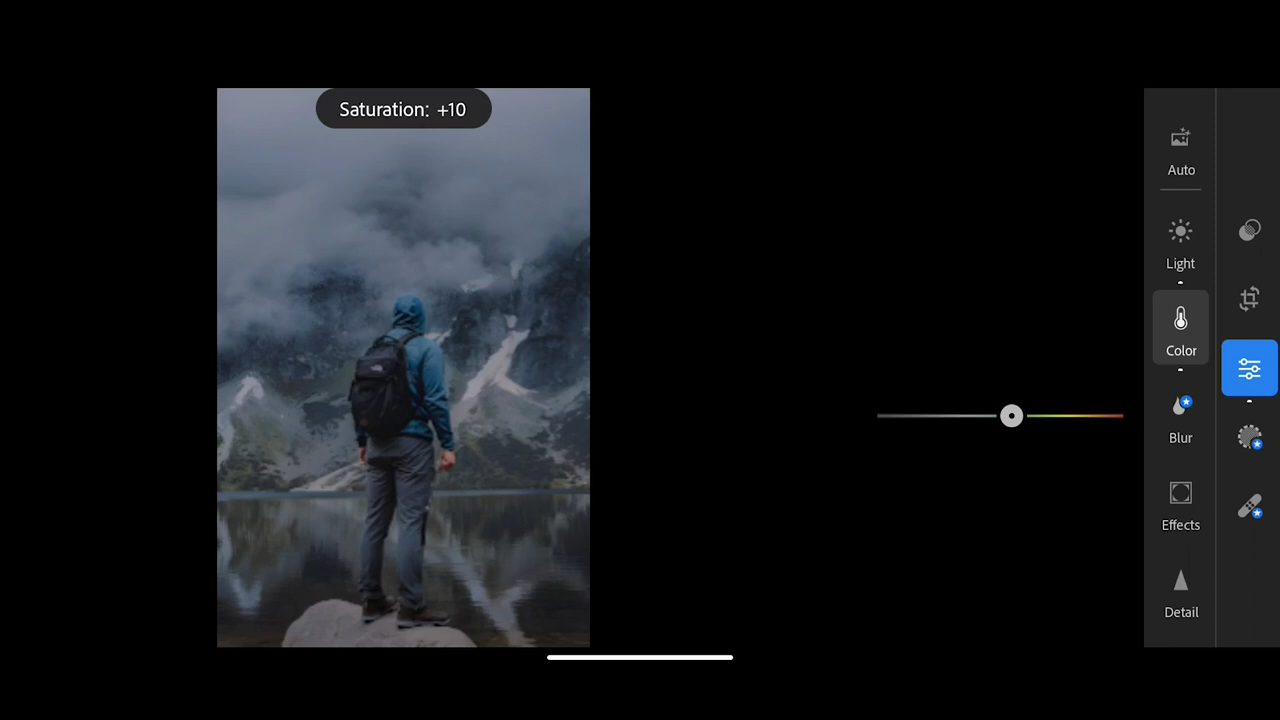 Saturation: +10
Auto
Light
Color
Blur
Effects
Detail